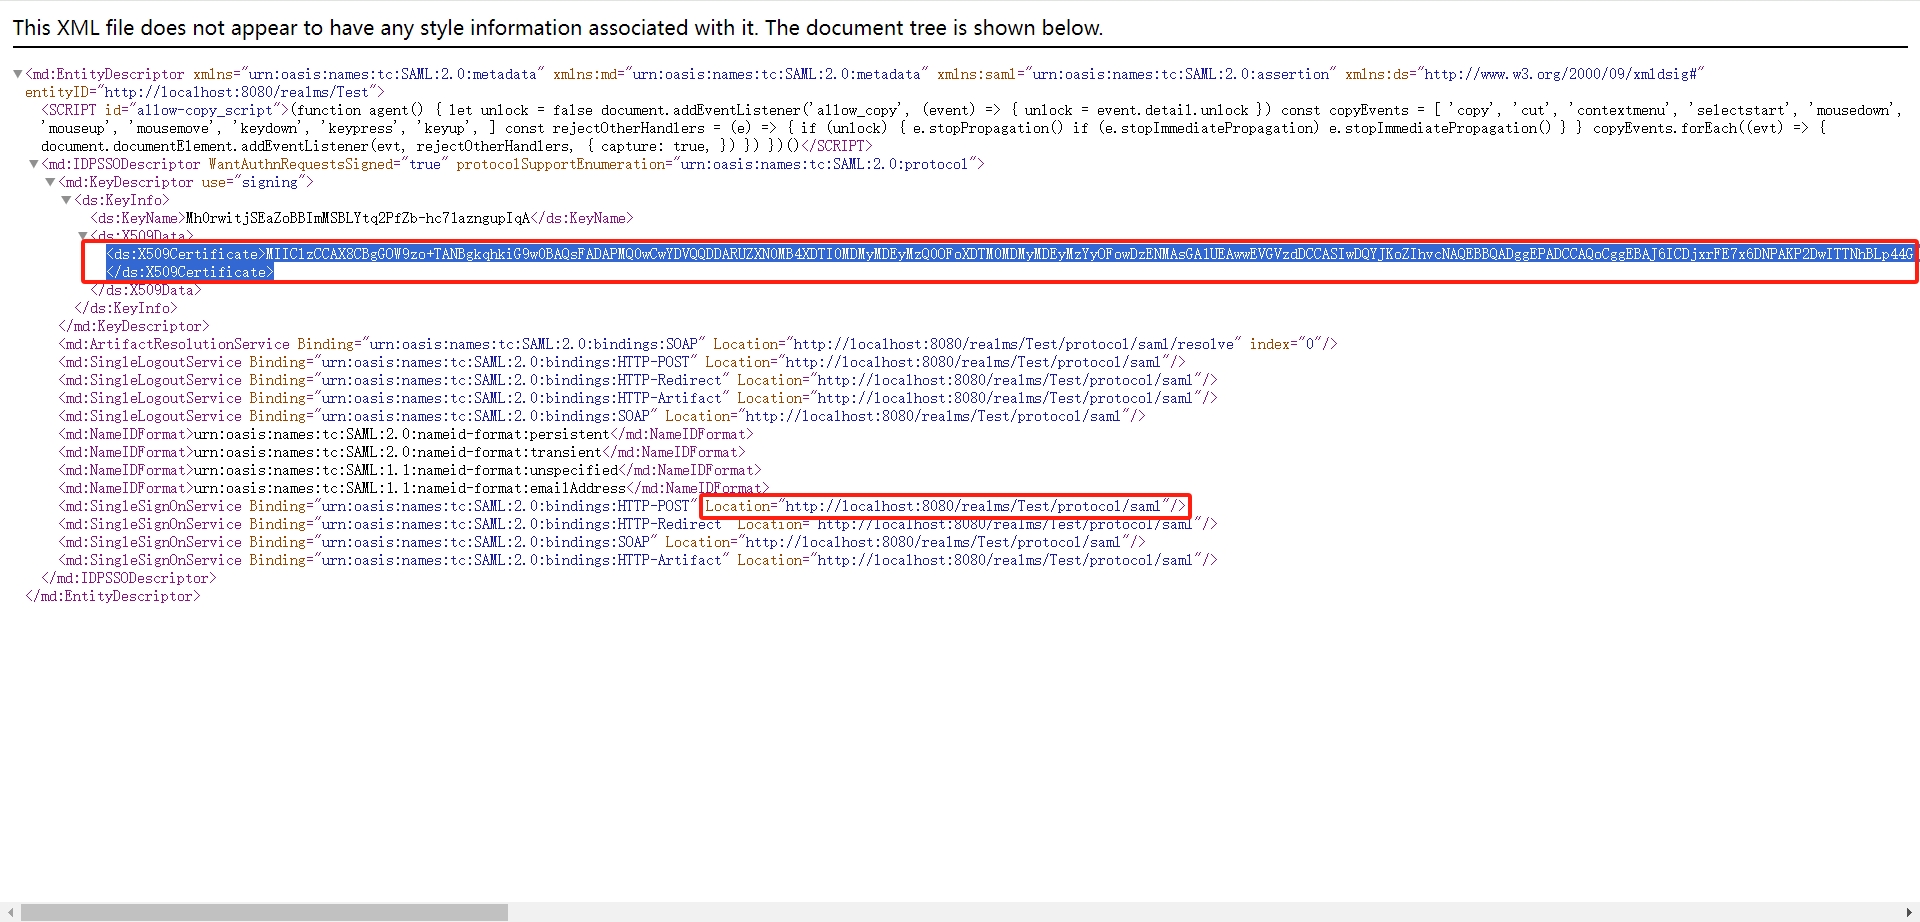 This XML file does not appear to have any style information associated with it. The document tree is shown below.
<md:EntityDescriptor xmlns="urn:oasis:names:tc:SAML:2.0:metadata" xmlns:md="urn:oasis:names:tc:SAML:2.0:metadata" xmlns:saml="urn:oasis:names:tc:SAML:2.0:assertion" xmlns:ds="http://www.w3.org/2000/09/xmldsig#"
entityID="http://localhost:8080/realms/Test">
<SCRIPT id="allow-copy_script">(function agent() { let unlock = false document.addEventListener('allow_copy', (event) => { unlock = event.detail.unlock }) const copyEvents = [ 'copy', 'cut', 'contextmenu', 'selectstart', 'mousedown',
'mouseup', 'mousemove', 'keydown', 'keypress', 'keyup', ] const rejectOtherHandlers = (e) => { if (unlock) { e.stopPropagation() if (e.stopImmediatePropagation) e.stopImmediatePropagation() } } copyEvents.forEach((evt) => {
document.documentElement.addEventListener(evt, rejectOtherHandlers, { capture: true, }) }) })()</SCRIPT>
<md:IDPSSODescriptor WantAuthnRequestsSigned="true" protocolSupportEnumeration="urn:oasis:names:tc:SAML:2.0:protocol">
<md:KeyDescriptor use="signing">
<ds:KeyInfo>
<ds:KeyName>Mh0rwitjSEaZoBBImMSBLYtq2PfZb-hc71azngupIqA</ds:KeyName>
<ds:X509Data>
<ds:X509Certificate>MIIClzCCAX8CBgGOW9zo+TANBgkqhkiG9w0BAQsFADAPMQ0wCwYDVQQDDARUZXN0MB4XDTI0MDMyMDEyMzQ0OFoXDTM0MDMyMDEyMzYyOFowDzENMAsGA1UEAwwEVGVzdDCCASIwDQYJKoZIhvcNAQEBBQADggEPADCCAQoCggEBAJ6ICDjxrFE7x6DNPAKP2DwITTNhBLp44G
</ds:X509Certificate>
</ds:X509Data>
</ds:KeyInfo>
</md:KeyDescriptor>
<md:ArtifactResolutionService Binding="urn:oasis:names:tc:SAML:2.0:bindings:SOAP" Location="http://localhost:8080/realms/Test/protocol/saml/resolve" index="0"/>
<md:SingleLogoutService Binding="urn:oasis:names:tc:SAML:2.0:bindings:HTTP-POST" Location="http://localhost:8080/realms/Test/protocol/saml"/>
<md:SingleLogoutService Binding="urn:oasis:names:tc:SAML:2.0:bindings:HTTP-Redirect" Location="http://localhost:8080/realms/Test/protocol/saml"/>
<md:SingleLogoutService Binding="urn:oasis:names:tc:SAML:2.0:bindings:HTTP-Artifact" Location="http://localhost:8080/realms/Test/protocol/saml"/>
<md:SingleLogoutService Binding="urn:oasis:names:tc:SAML:2.0:bindings:SOAP" Location="http://localhost:8080/realms/Test/protocol/saml"/>
<md:NameIDFormat>urn:oasis:names:tc:SAML:2.0:nameid-format:persistent</md:NameIDFormat>
<md:NameIDFormat>urn:oasis:names:tc:SAML:2.0:nameid-format:transient</md:NameIDFormat>
<md:NameIDFormat>urn:oasis:names:tc:SAML:1.1:nameid-format:unspecified</md:NameIDFormat>
<md:NameIDFormat>urn:oasis:names:tc:SAML:1.1:nameid-format:emailAddress</md:NameIDFormat>
<md:SingleSignOnService Binding="urn:oasis:names:tc:SAML:2.0:bindings:HTTP-POST" Location="http://localhost:8080/realms/Test/protocol/saml"/>
<md:SingleSignOnService Binding="urn:oasis:names:tc:SAML:2.0:bindings:HTTP-Redirect" Location="http://localhost:8080/realms/Test/protocol/saml"/>
<md:SingleSignOnService Binding="urn:oasis:names:tc:SAML:2.0:bindings:SOAP" Location="http://localhost:8080/realms/Test/protocol/saml"/>
<md:SingleSignOnService Binding="urn:oasis:names:tc:SAML:2.0:bindings:HTTP-Artifact" Location="http://localhost:8080/realms/Test/protocol/saml"/>
</md:IDPSSODescriptor>
</md:EntityDescriptor>